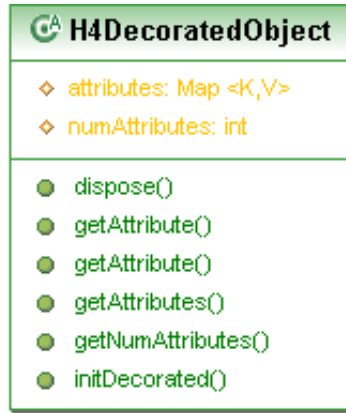 H4DecoratedObject
attributes: Map <K,V>
numAttributes: int
dispose()
getAttribute()
getAttribute()
getAttributes()
getNumAttributes()
initDecorated()